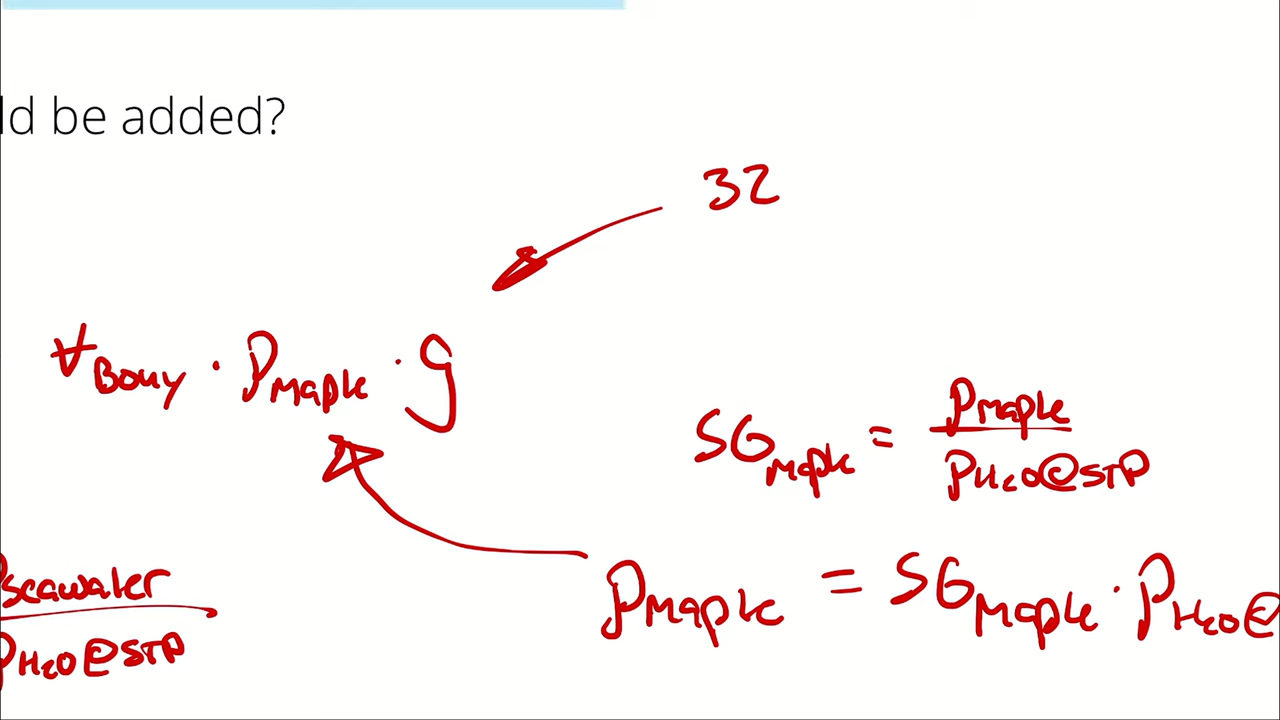 ld be added?
32
∀Bouy · ρmaple · g
SGmaple = ρmaple / ρH2O@STP
ρseawater / ρH2O@STP
ρmaple = SGmaple · ρH2O@